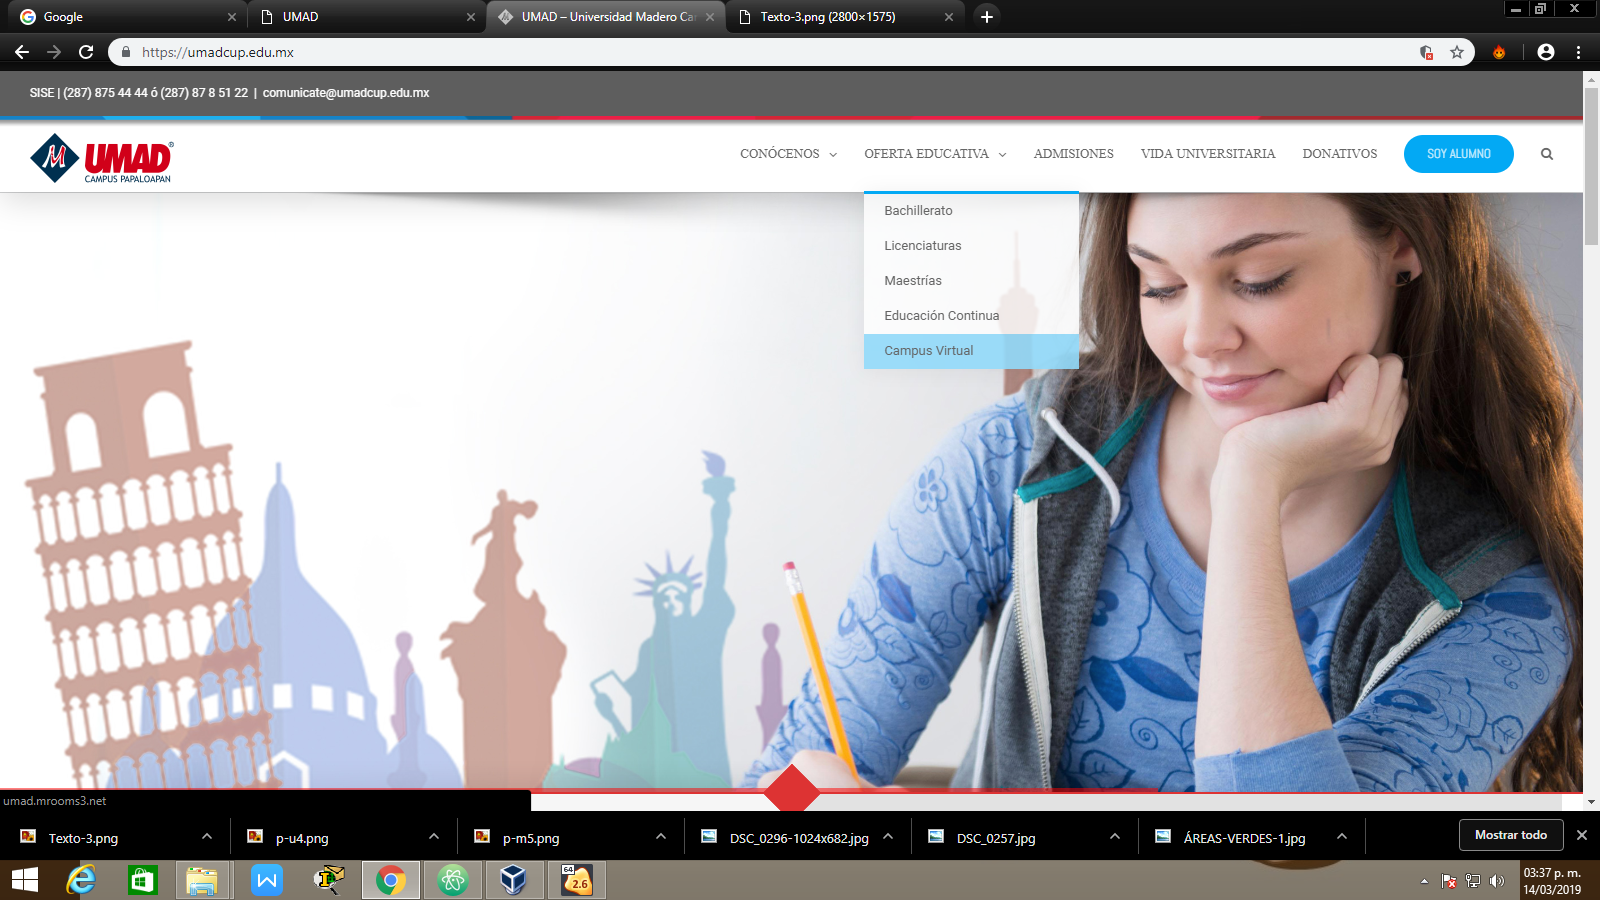 Google
UMAD
UMAD – Universidad Madero Ca
Texto-3.png (2800×1575)
https://umadcup.edu.mx
SISE | (287) 875 44 44 ó (287) 87 8 51 22 | comunicate@umadcup.edu.mx
UMAD®
CAMPUS PAPALOAPAN
CONÓCENOS
OFERTA EDUCATIVA
ADMISIONES
VIDA UNIVERSITARIA
DONATIVOS
SOY ALUMNO
Bachillerato
Licenciaturas
Maestrías
Educación Continua
Campus Virtual
umad.mrooms3.net
Texto-3.png
p-u4.png
p-m5.png
DSC_0296-1024x682.jpg
DSC_0257.jpg
ÁREAS-VERDES-1.jpg
Mostrar todo
64
2.6
03:37 p. m.
14/03/2019